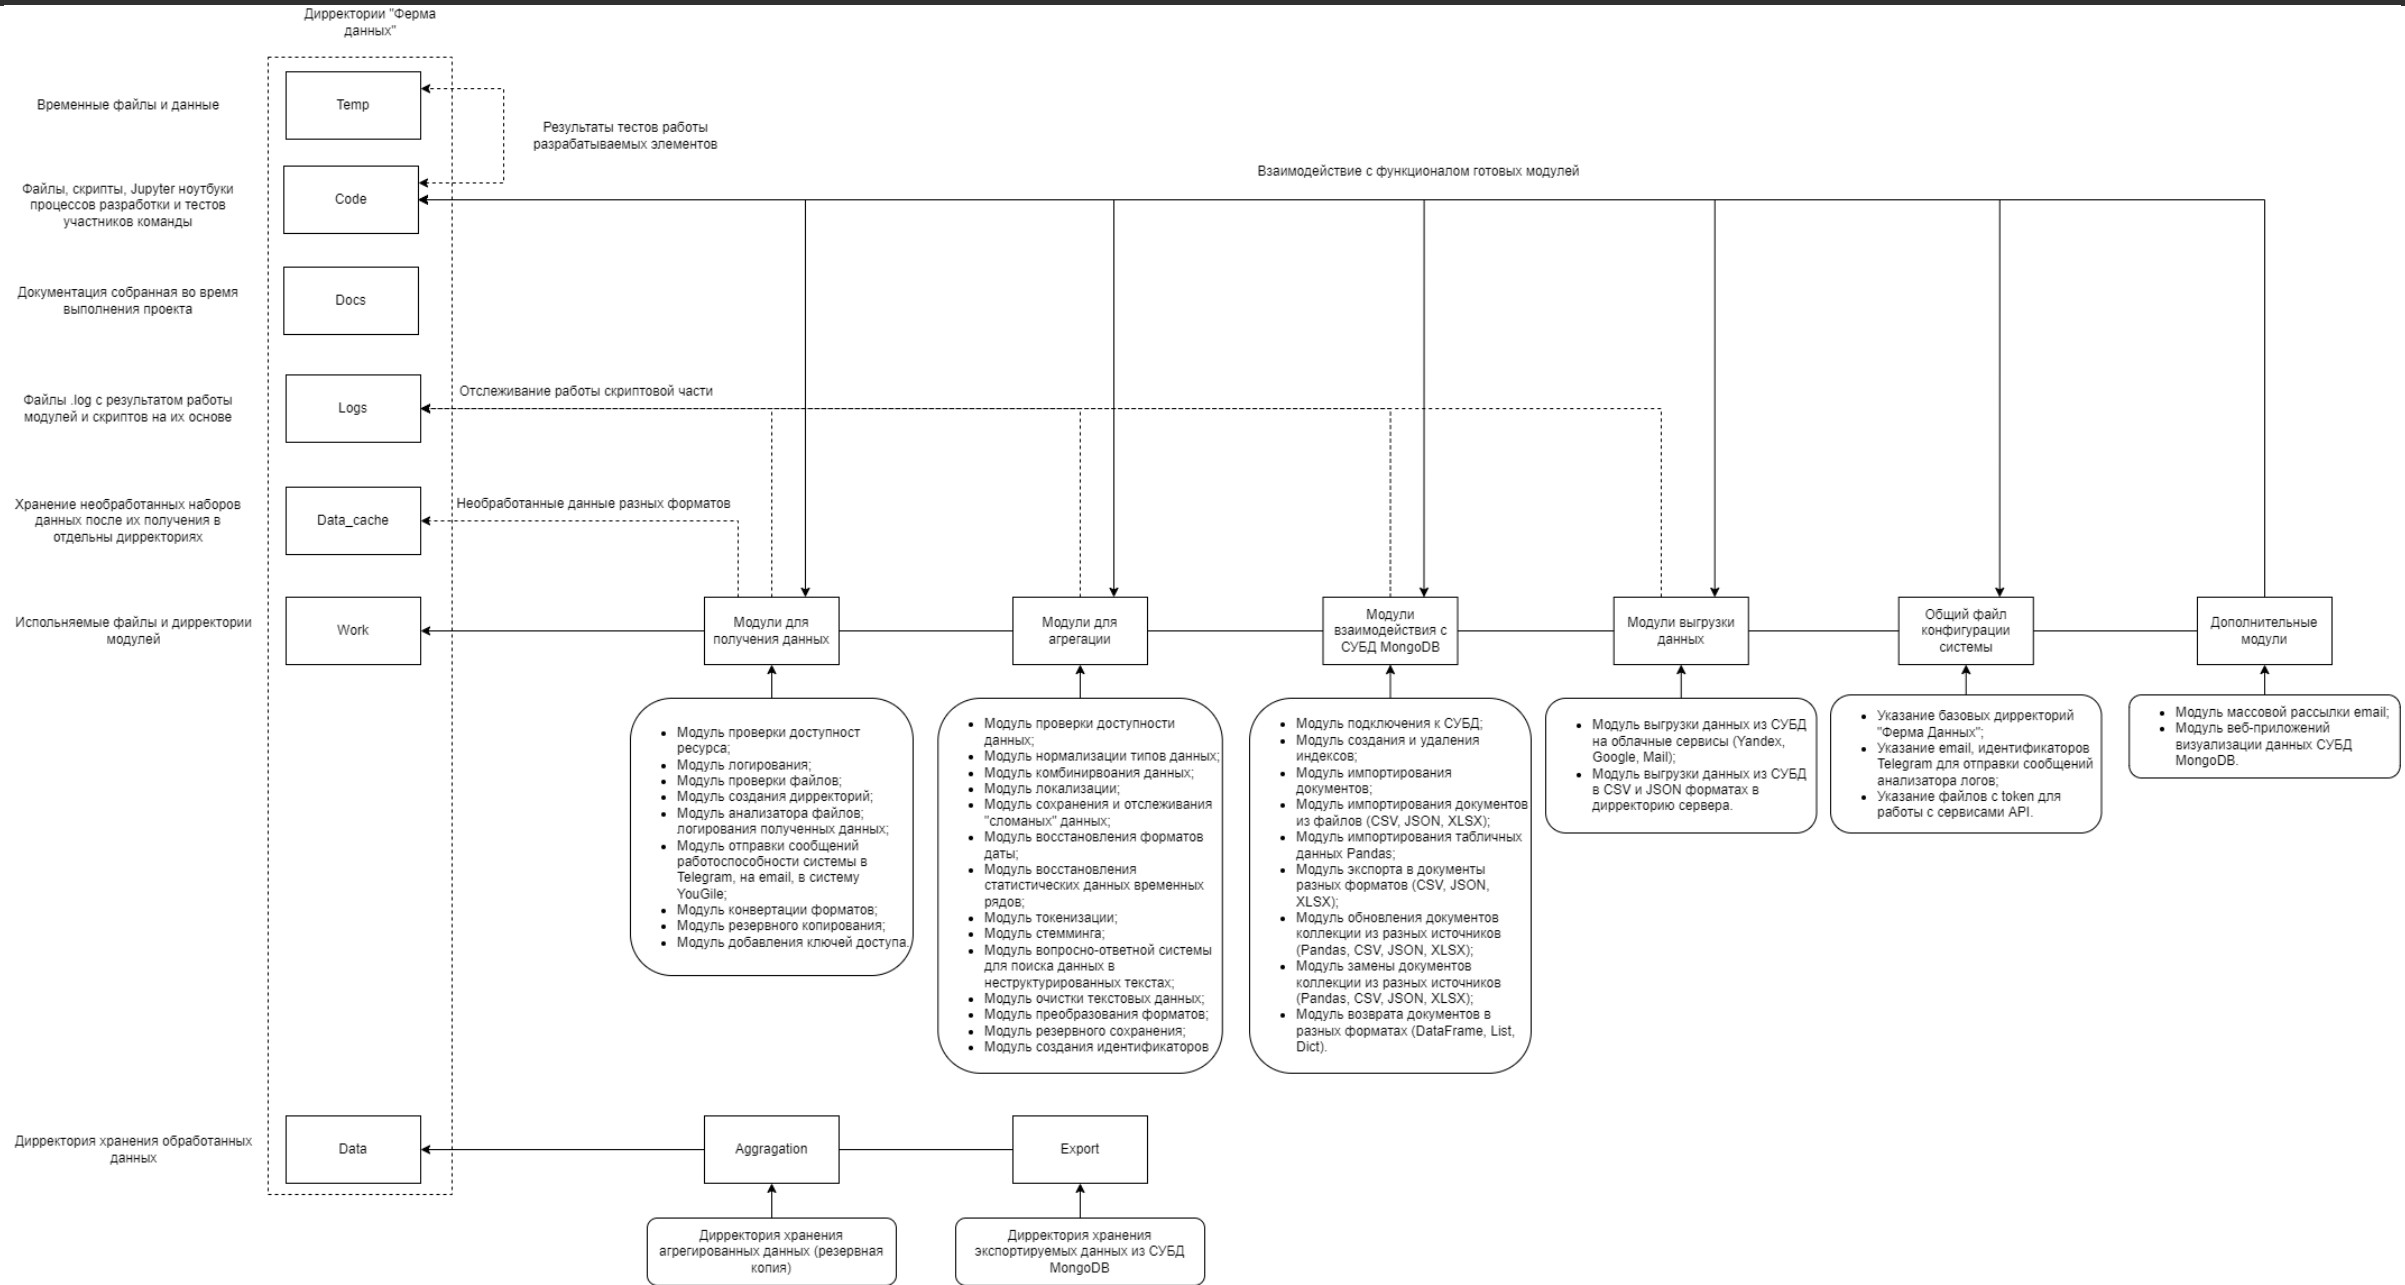 Дирректории "Ферма
данных"
Временные файлы и данные
Temp
Результаты тестов работы
разрабатываемых элементов
Взаимодействие с функционалом готовых модулей
Файлы, скрипты, Jupyter ноутбуки
процессов разработки и тестов
участников команды
Code
Документация собранная во время
выполнения проекта
Docs
Файлы .log с результатом работы
модулей и скриптов на их основе
Logs
Отслеживание работы скриптовой части
Хранение необработанных наборов
данных после их получения в
отдельны дирректориях
Data_cache
Необработанные данные разных форматов
Испольняемые файлы и дирректории
модулей
Work
Модули для
получения данных
Модули для
агрегации
Модули
взаимодействия с
СУБД MongoDB
Модули выгрузки
данных
Общий файл
конфигурации
системы
Дополнительные
модули
Модуль проверки доступност
ресурса;
Модуль логирования;
Модуль проверки файлов;
Модуль создания дирректорий;
Модуль анализатора файлов;
логирования полученных данных;
Модуль отправки сообщений
работоспособности системы в
Telegram, на email, в систему
YouGile;
Модуль конвертации форматов;
Модуль резервного копирования;
Модуль добавления ключей доступа.
Модуль проверки доступности
данных;
Модуль нормализации типов данных;
Модуль комбинирвоания данных;
Модуль локализации;
Модуль сохранения и отслеживания
"сломаных" данных;
Модуль восстановления форматов
даты;
Модуль восстановления
статистических данных временных
рядов;
Модуль токенизации;
Модуль стемминга;
Модуль вопросно-ответной системы
для поиска данных в
неструктурированных текстах;
Модуль очистки текстовых данных;
Модуль преобразования форматов;
Модуль резервного сохранения;
Модуль создания идентификаторов
Модуль подключения к СУБД;
Модуль создания и удаления
индексов;
Модуль импортирования
документов;
Модуль импортирования документов
из файлов (CSV, JSON, XLSX);
Модуль импортирования табличных
данных Pandas;
Модуль экспорта в документы
разных форматов (CSV, JSON,
XLSX);
Модуль обновления документов
коллекции из разных источников
(Pandas, CSV, JSON, XLSX);
Модуль замены документов
коллекции из разных источников
(Pandas, CSV, JSON, XLSX);
Модуль возврата документов в
разных форматах (DataFrame, List,
Dict).
Модуль выгрузки данных из СУБД
на облачные сервисы (Yandex,
Google, Mail);
Модуль выгрузки данных из СУБД
в CSV и JSON форматах в
дирректорию сервера.
Указание базовых дирректорий
"Ферма Данных";
Указание email, идентификаторов
Telegram для отправки сообщений
анализатора логов;
Указание файлов с token для
работы с сервисами API.
Модуль массовой рассылки email;
Модуль веб-приложений
визуализации данных СУБД
MongoDB.
Дирректория хранения обработанных
данных
Data
Aggragation
Export
Дирректория хранения
агрегированных данных (резервная
копия)
Дирректория хранения
экспортируемых данных из СУБД
MongoDB